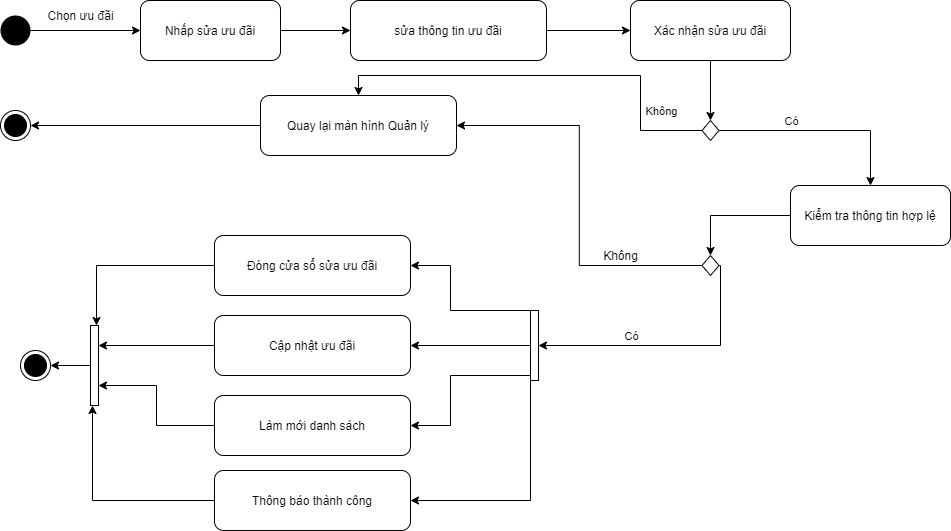 Chọn ưu đãi
Nhấp sửa ưu đãi
sửa thông tin ưu đãi
Xác nhận sửa ưu đãi
Không
Có
Quay lại màn hình Quản lý
Kiểm tra thông tin hợp lệ
Không
Đóng cửa sổ sửa ưu đãi
Có
Cập nhật ưu đãi
Làm mới danh sách
Thông báo thành công